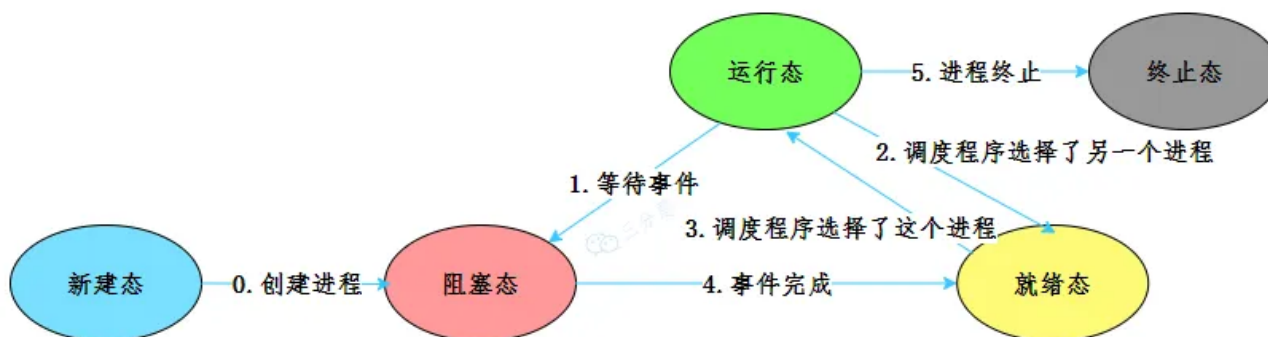 运行态
5.进程终止
终止态
2.调度程序选择了另一个进程
1.等待事件
三分恶
3.调度程序选择了这个进程
新建态
0.创建进程
阻塞态
4.事件完成
就绪态